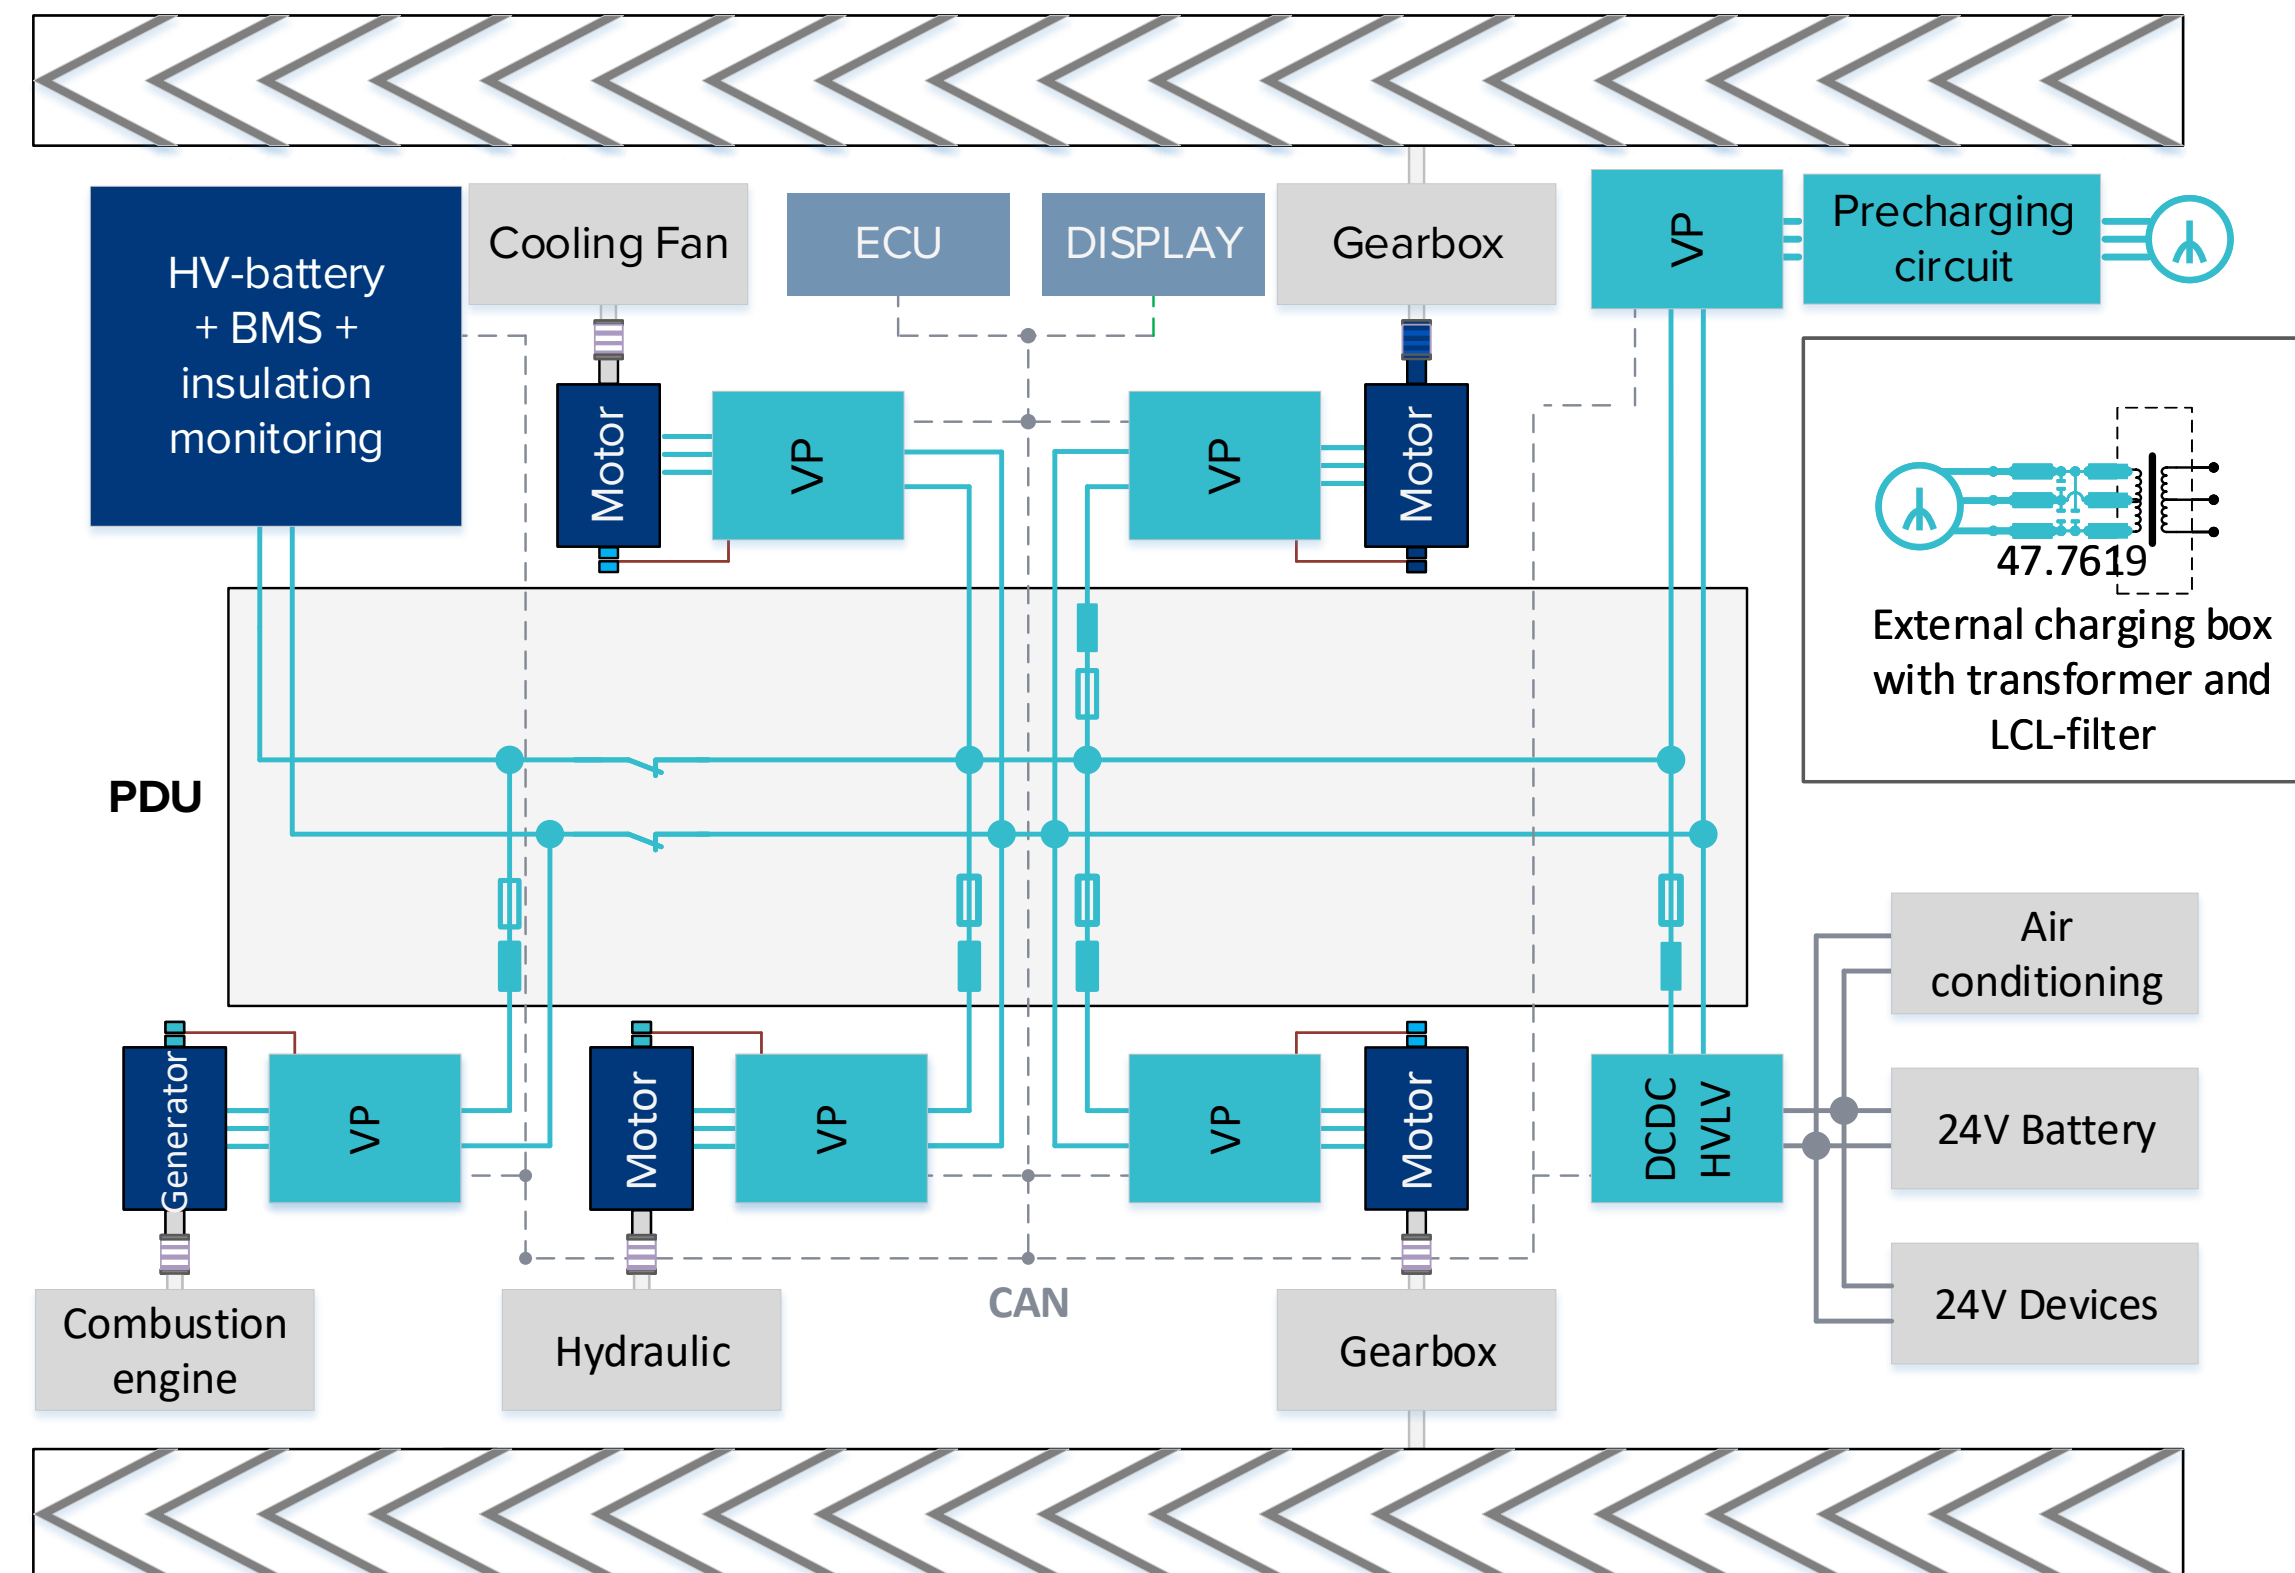 HV-battery
+ BMS +
insulation
monitoring
Cooling Fan
ECU
DISPLAY
Gearbox
VP
Precharging
circuit
Motor
VP
VP
Motor
47.7619
External charging box
with transformer and
LCL-filter
PDU
Generator
VP
Motor
VP
VP
Motor
DCDC
HVLV
Air
conditioning
24V Battery
24V Devices
Combustion
engine
Hydraulic
CAN
Gearbox